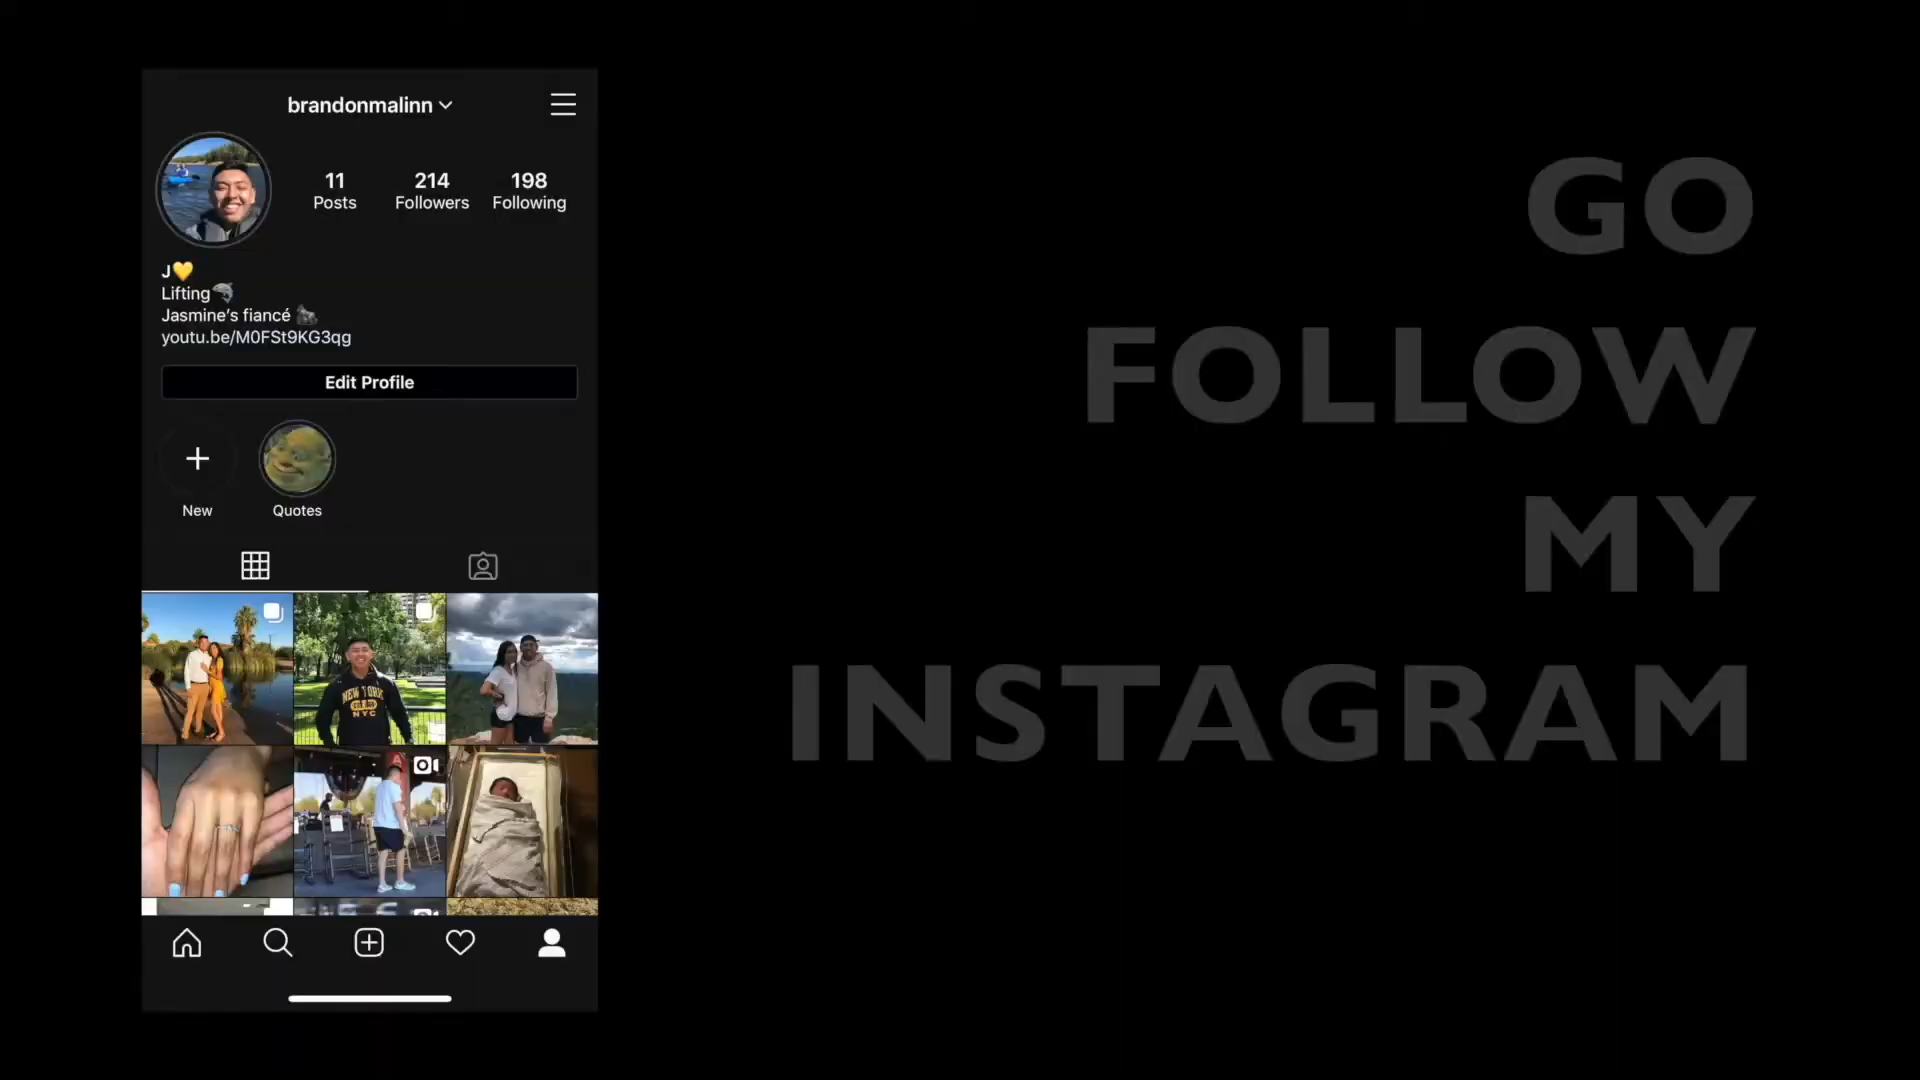 brandonmalinn
11 214 198
Posts Followers Following
J💛
Lifting
Jasmine’s fiancé
youtu.be/M0FSt9KG3qg
Edit Profile
New Quotes
NEW YORK
NYC
GO
FOLLOW
MY
INSTAGRAM